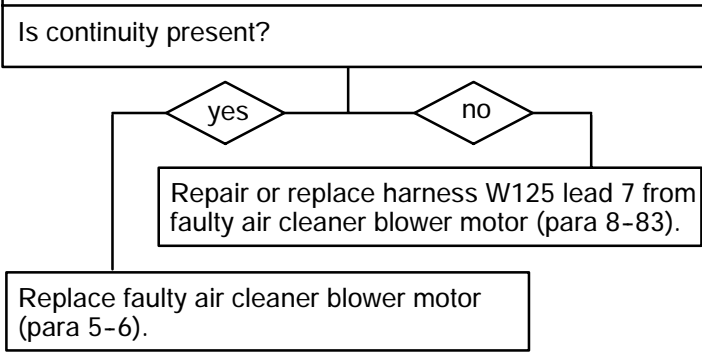 Is continuity present?
yes
no
Repair or replace harness W125 lead 7 from
faulty air cleaner blower motor (para 8-83).
Replace faulty air cleaner blower motor
(para 5-6).